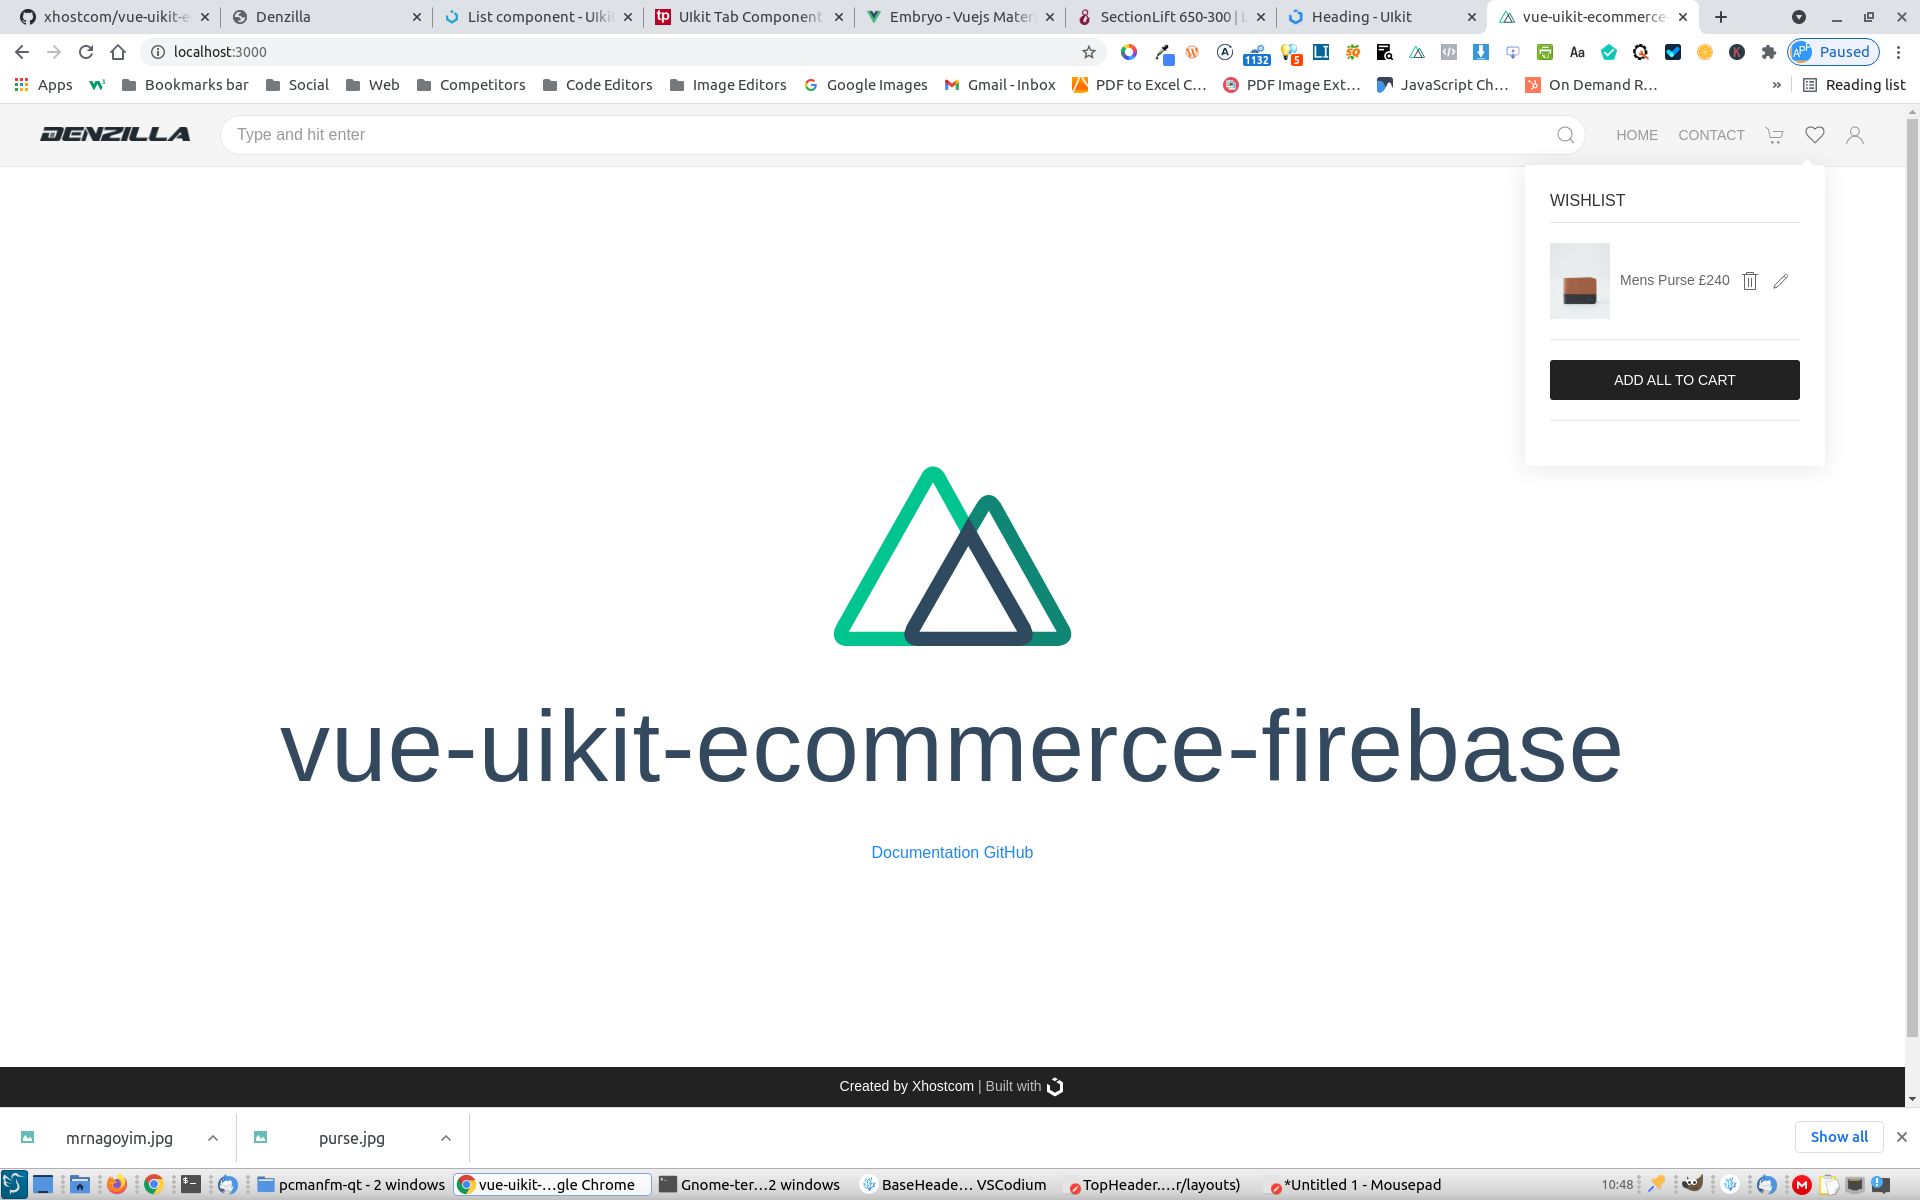 xhostcom/vue-uikit-e
Denzilla
List component - UIki
UIkit Tab Component
Embryo - Vuejs Materi
SectionLift 650-300 | L
Heading - UIkit
vue-uikit-ecommerce-
localhost:3000
1132
5
Aa
Paused
Apps
Bookmarks bar
Social
Web
Competitors
Code Editors
Image Editors
Google Images
Gmail - Inbox
PDF to Excel C...
PDF Image Ext...
JavaScript Ch...
On Demand R...
»
Reading list
DENZILLA
Type and hit enter
HOME
CONTACT
WISHLIST
Mens Purse £240
ADD ALL TO CART
vue-uikit-ecommerce-firebase
Documentation GitHub
Created by Xhostcom | Built with
mrnagoyim.jpg
purse.jpg
Show all
pcmanfm-qt - 2 windows
vue-uikit-...gle Chrome
Gnome-ter...2 windows
BaseHeade... VSCodium
TopHeader....r/layouts)
*Untitled 1 - Mousepad
10:48